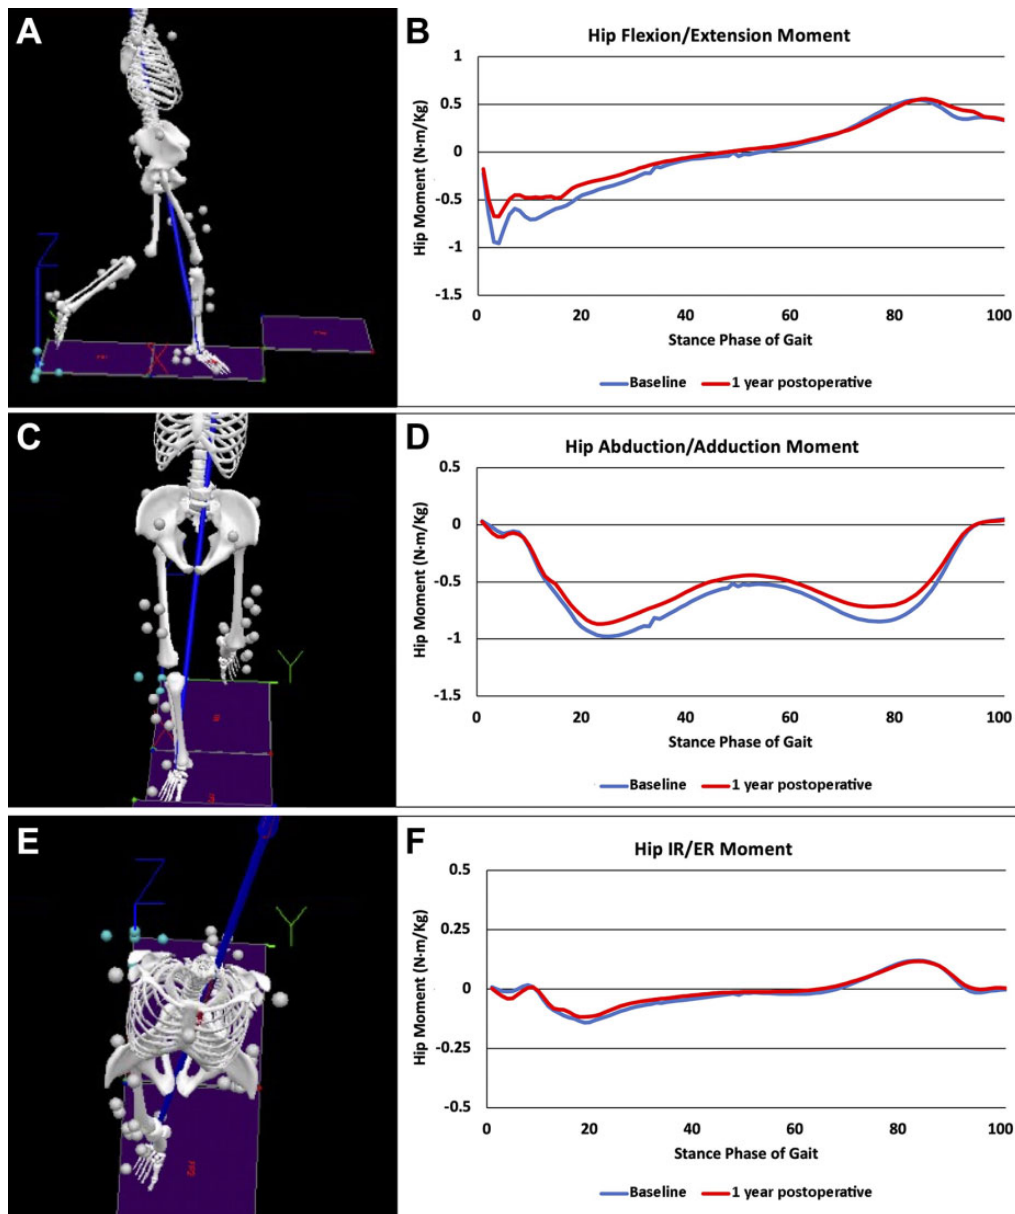 A
Z
B
Hip Flexion/Extension Moment
Hip Moment (N·m/Kg)
1
0.5
0
-0.5
-1
-1.5
0 20 40 60 80 100
Stance Phase of Gait
Baseline 1 year postoperative
C
Y
D
Hip Abduction/Adduction Moment
Hip Moment (N·m/Kg)
0.5
0
-0.5
-1
-1.5
0 20 40 60 80 100
Stance Phase of Gait
Baseline 1 year postoperative
E
Z
Y
F
Hip IR/ER Moment
Hip Moment (N·m/Kg)
0.5
0.25
0
-0.25
-0.5
0 20 40 60 80 100
Stance Phase of Gait
Baseline 1 year postoperative